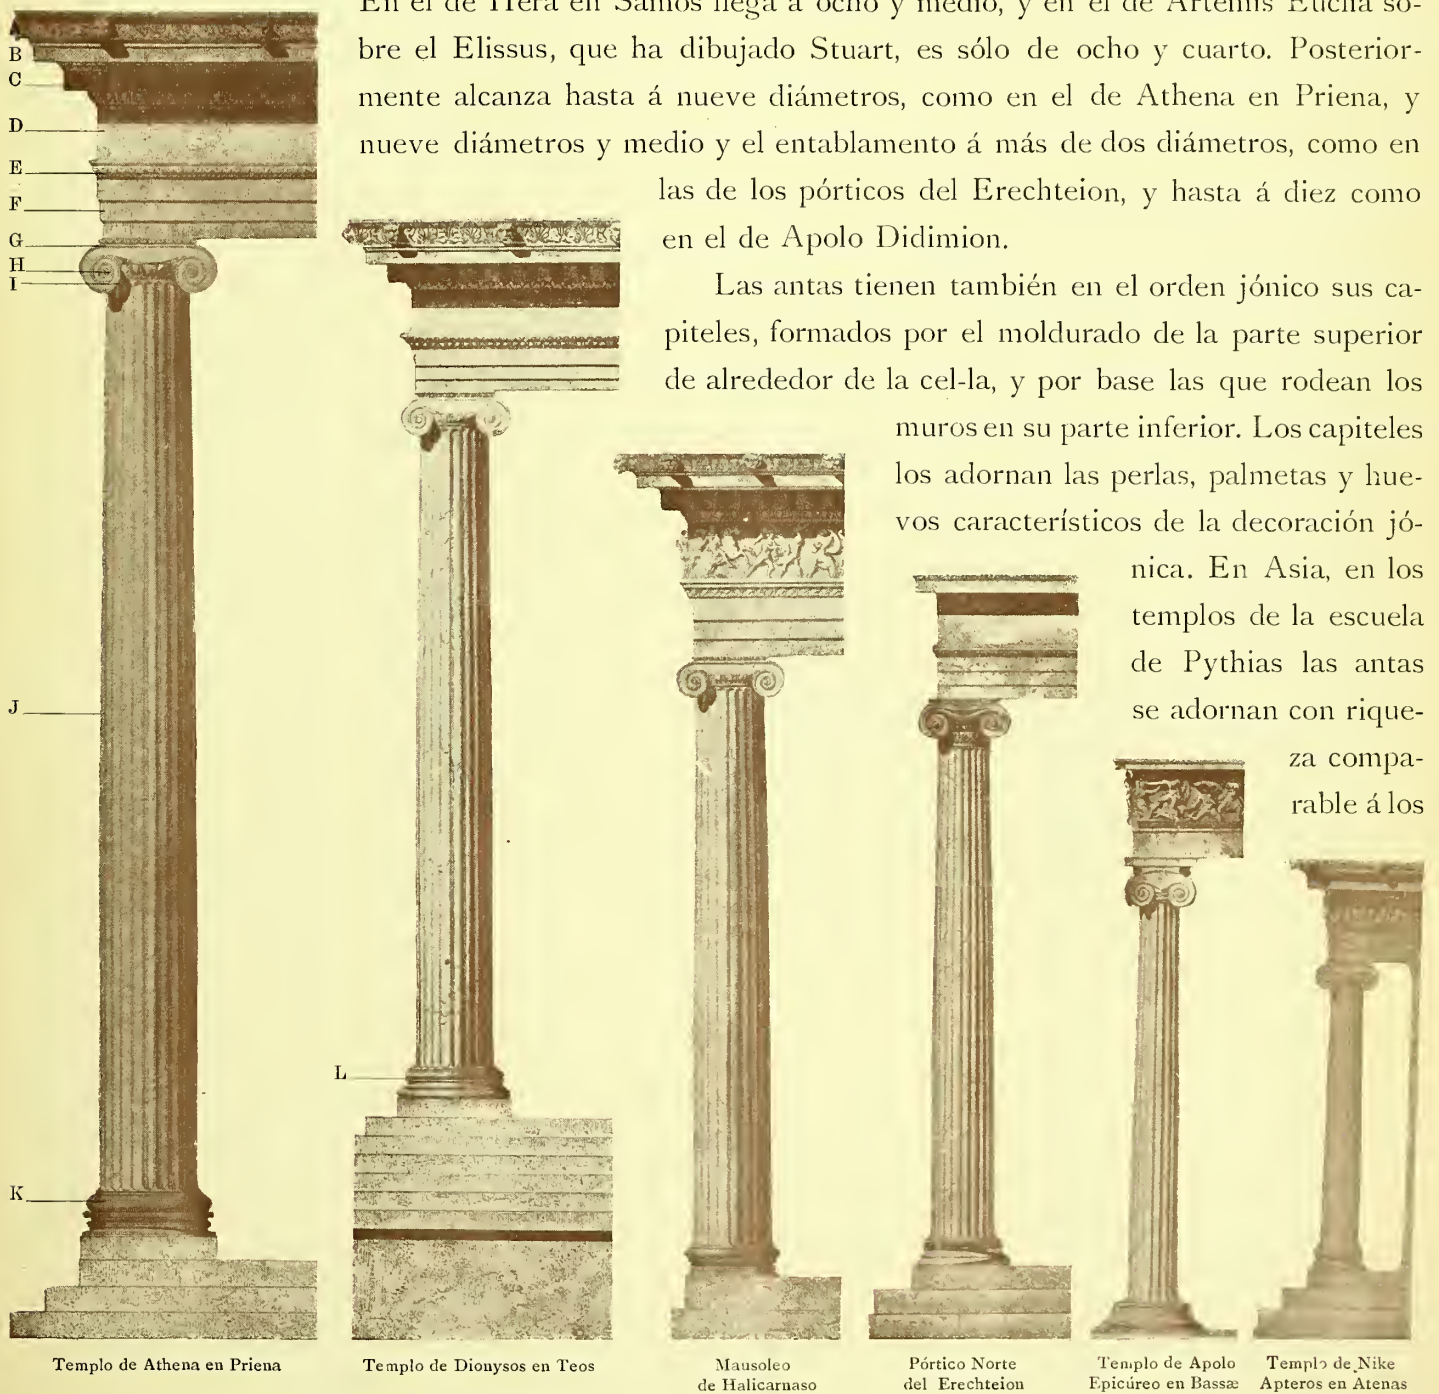 En el de Hera en Samos llega á ocho y medio, y en el de Artemis Euclia so-
bre el Elissus, que ha dibujado Stuart, es sólo de ocho y cuarto. Posterior-
mente alcanza hasta á nueve diámetros, como en el de Athena en Priena, y
nueve diámetros y medio y el entablamento á más de dos diámetros, como en
las de los pórticos del Erechteion, y hasta á diez como
en el de Apolo Didimion.
Las antas tienen también en el orden jónico sus ca-
piteles, formados por el moldurado de la parte superior
de alrededor de la cel-la, y por base las que rodean los
muros en su parte inferior. Los capiteles
los adornan las perlas, palmetas y hue-
vos característicos de la decoración jó-
nica. En Asia, en los
templos de la escuela
de Pythias las antas
se adornan con rique-
za compa-
rable á los
A
B
C
D
E
F
G
H
I
J
K
L
Templo de Athena en Priena
Templo de Dionysos en Teos
Mausoleo
de Halicarnaso
Pórtico Norte
del Erechteion
Templo de Apolo
Epicúreo en Bassæ
Templo de Nike
Apteros en Atenas